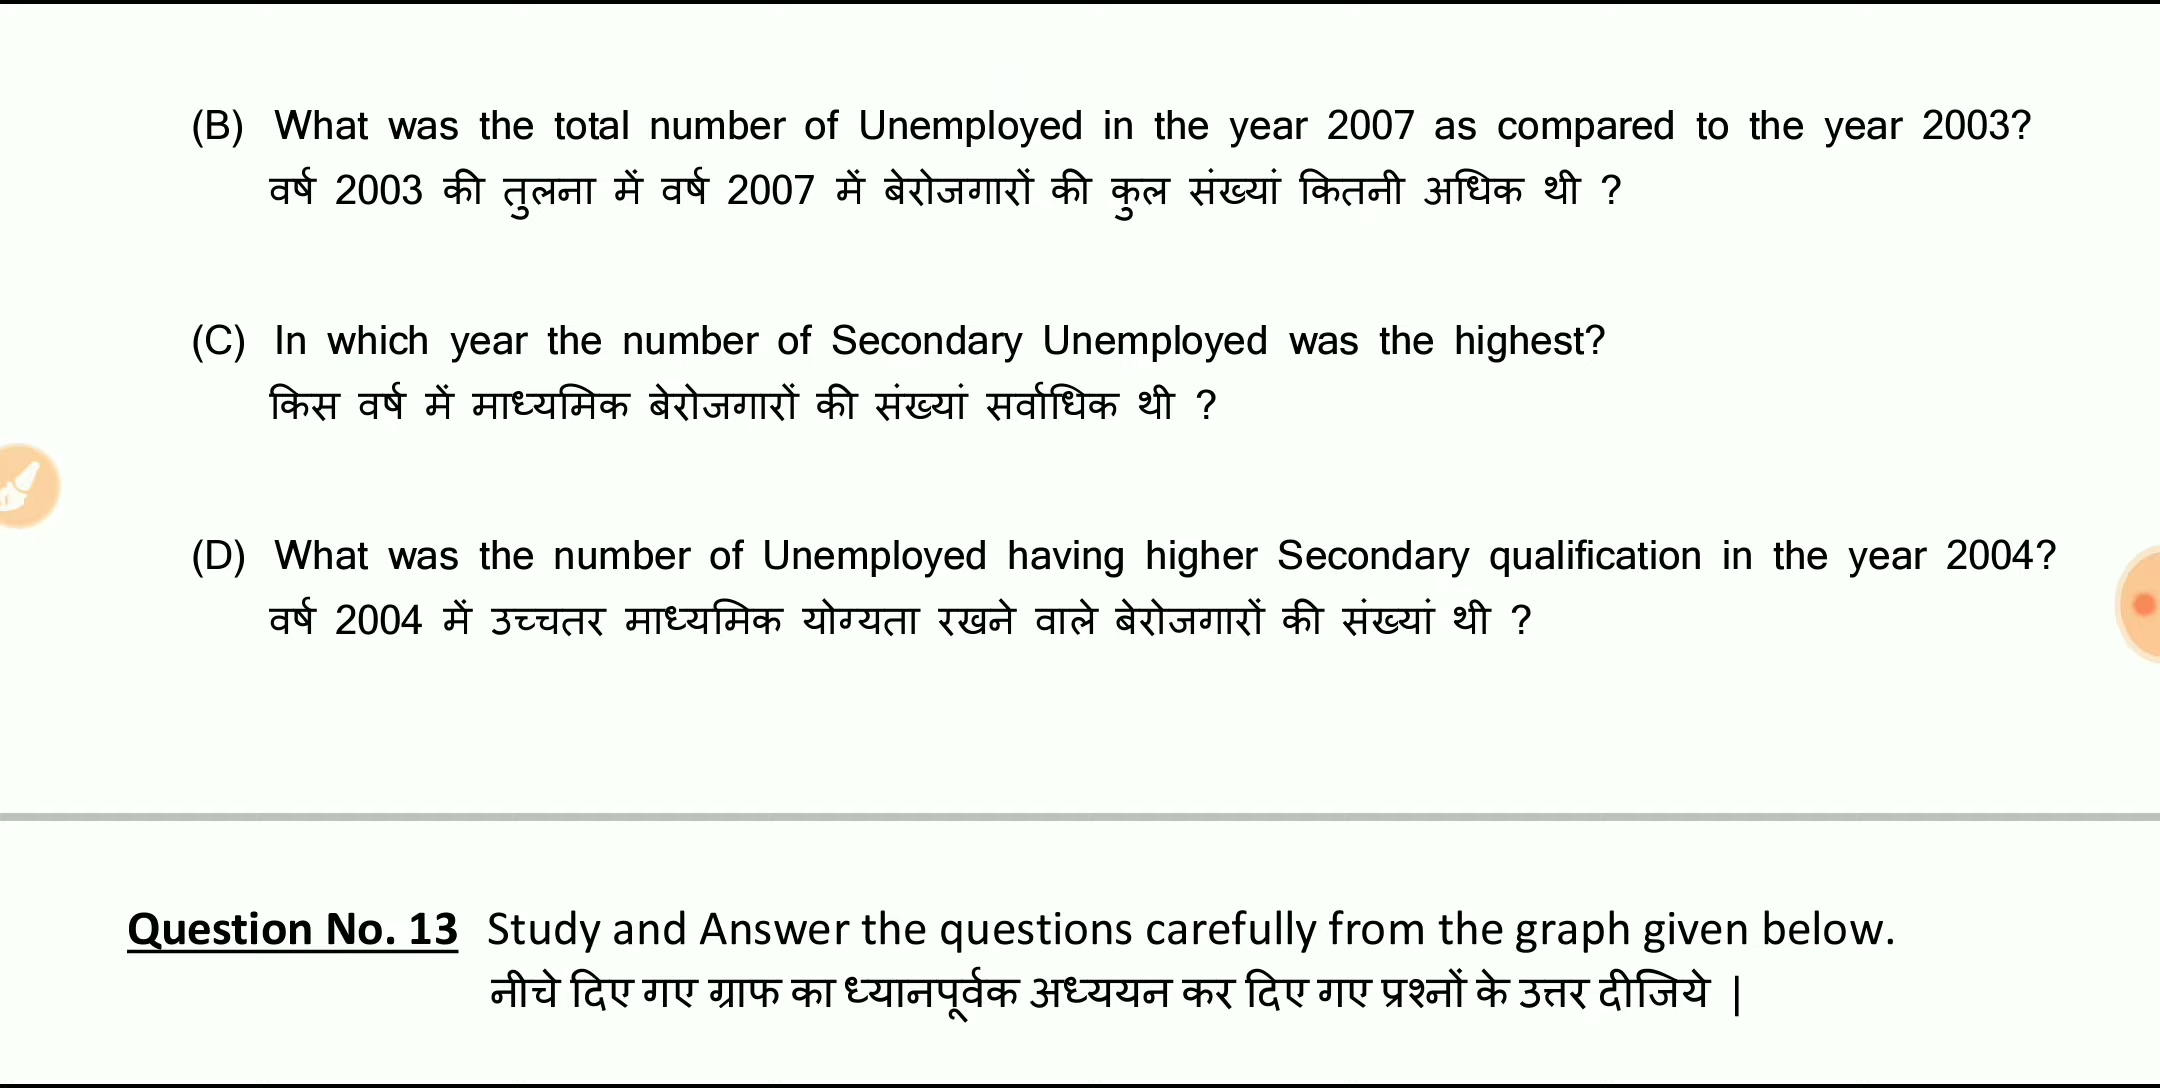 (B) What was the total number of Unemployed in the year 2007 as compared to the year 2003?
वर्ष 2003 की तुलना में वर्ष 2007 में बेरोजगारों की कुल संख्यां कितनी अधिक थी ?
(C) In which year the number of Secondary Unemployed was the highest?
किस वर्ष में माध्यमिक बेरोजगारों की संख्यां सर्वाधिक थी ?
(D) What was the number of Unemployed having higher Secondary qualification in the year 2004?
वर्ष 2004 में उच्चतर माध्यमिक योग्यता रखने वाले बेरोजगारों की संख्यां थी ?
Question No. 13 Study and Answer the questions carefully from the graph given below.
नीचे दिए गए ग्राफ का ध्यानपूर्वक अध्ययन कर दिए गए प्रश्नों के उत्तर दीजिये |